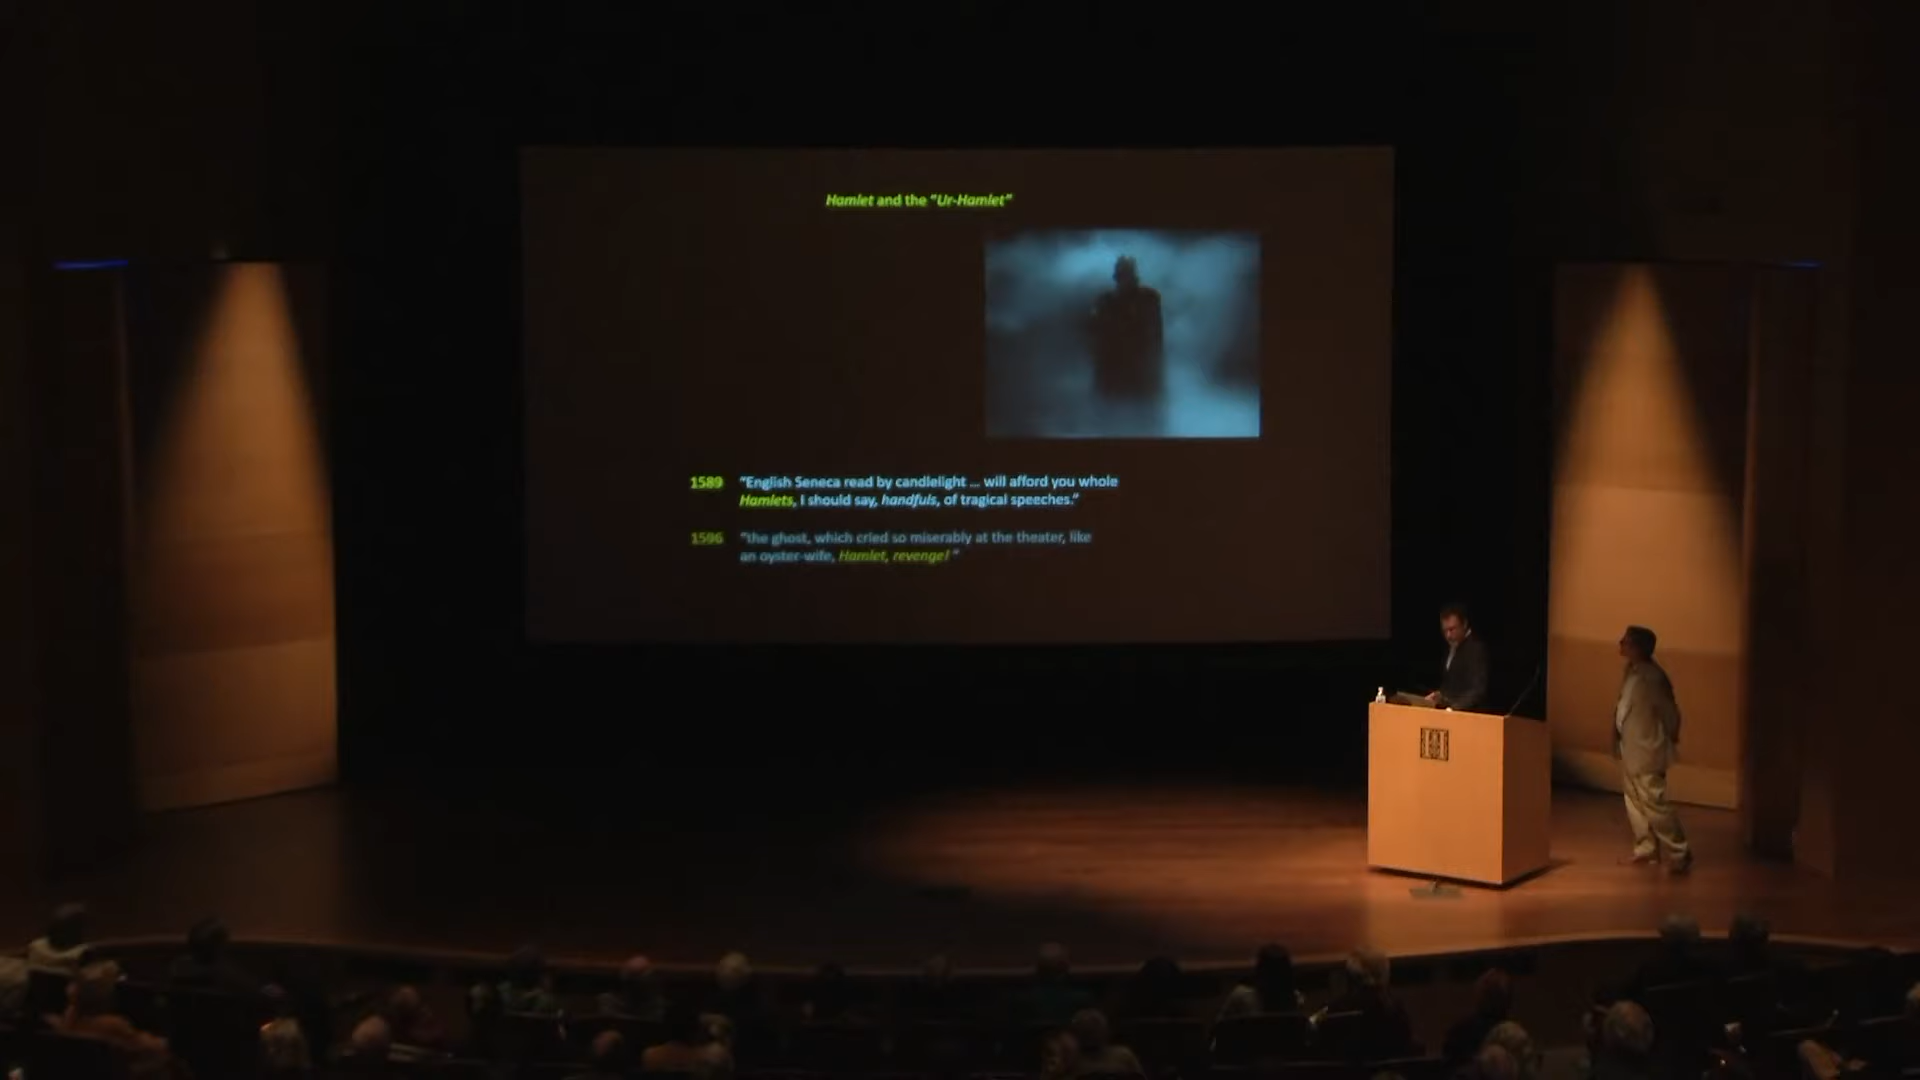 Hamlet and the "Ur-Hamlet"
1589 "English Seneca read by candlelight ... will afford you whole
Hamlets, I should say, handfuls, of tragical speeches."
1596 "the ghost, which cried so miserably at the theater, like
an oyster-wife, Hamlet, revenge! "